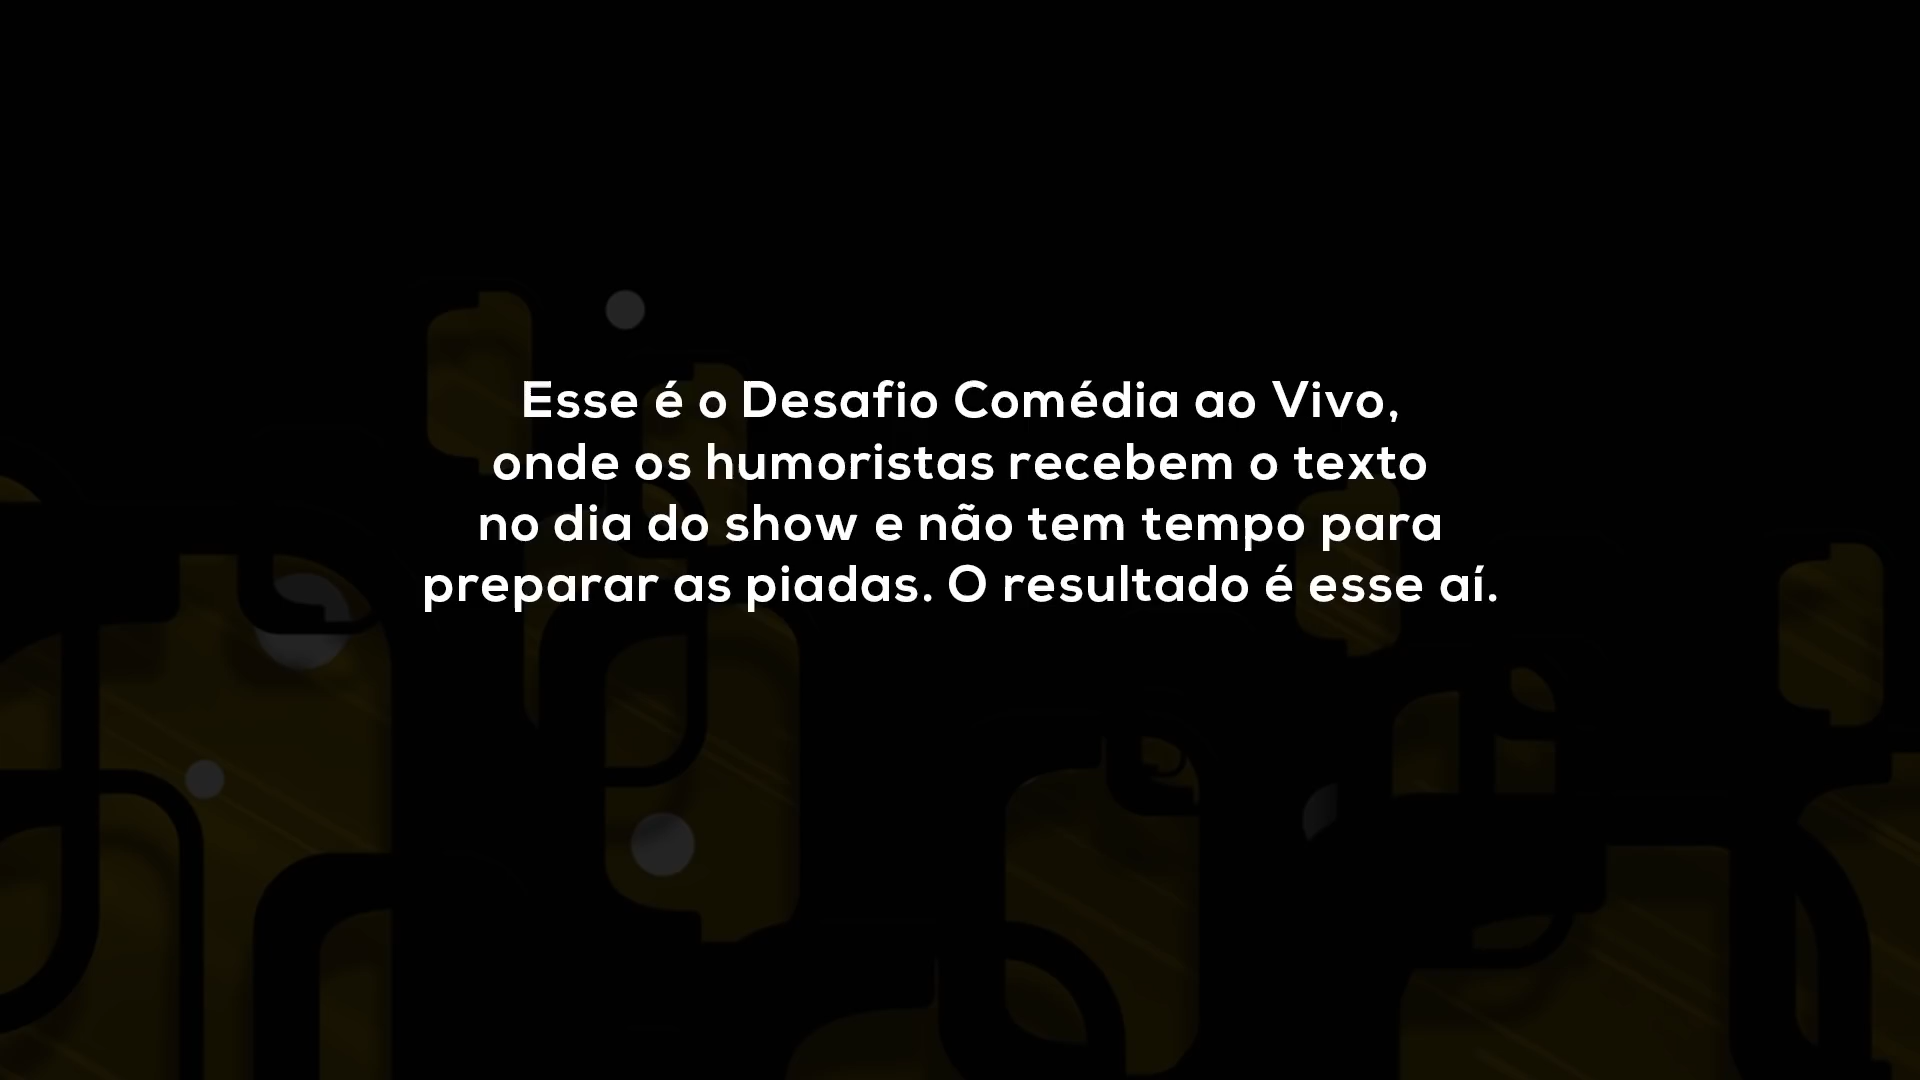 Esse é o Desafio Comédia ao Vivo,
onde os humoristas recebem o texto
no dia do show e não tem tempo para
preparar as piadas. O resultado é esse aí.